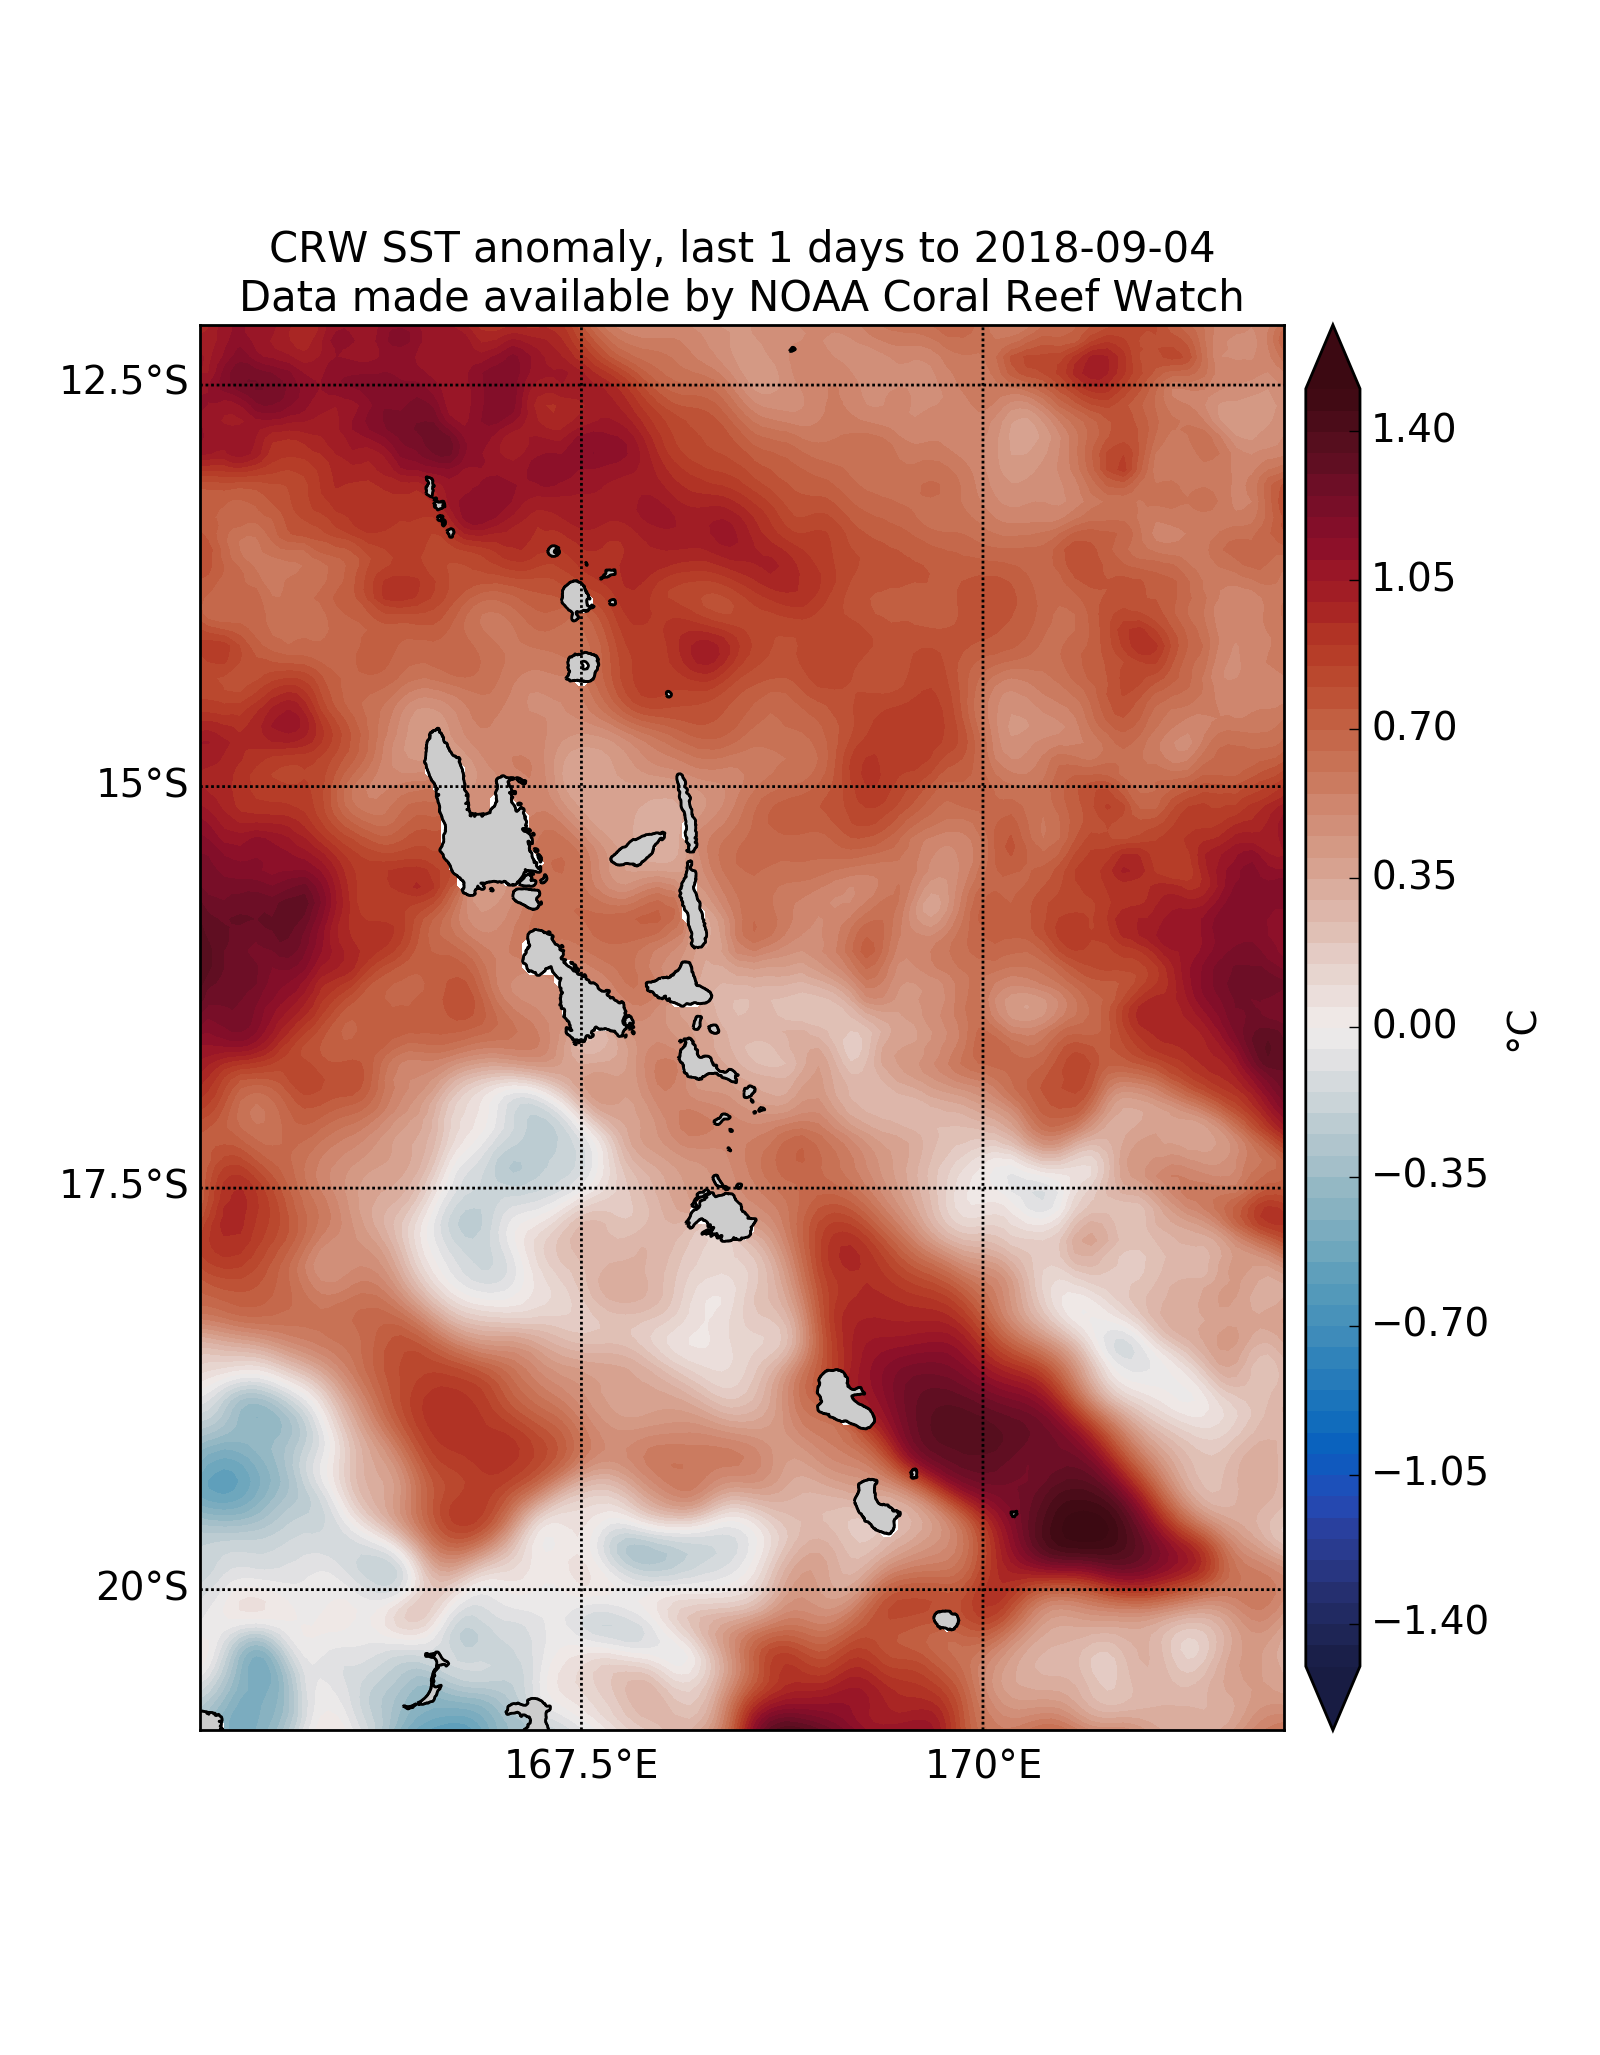 CRW SST anomaly, last 1 days to 2018-09-04
Data made available by NOAA Coral Reef Watch
12.5°S
15°S
17.5°S
20°S
167.5°E
170°E
1.40
1.05
0.70
0.35
0.00
−0.35
−0.70
−1.05
−1.40
°C